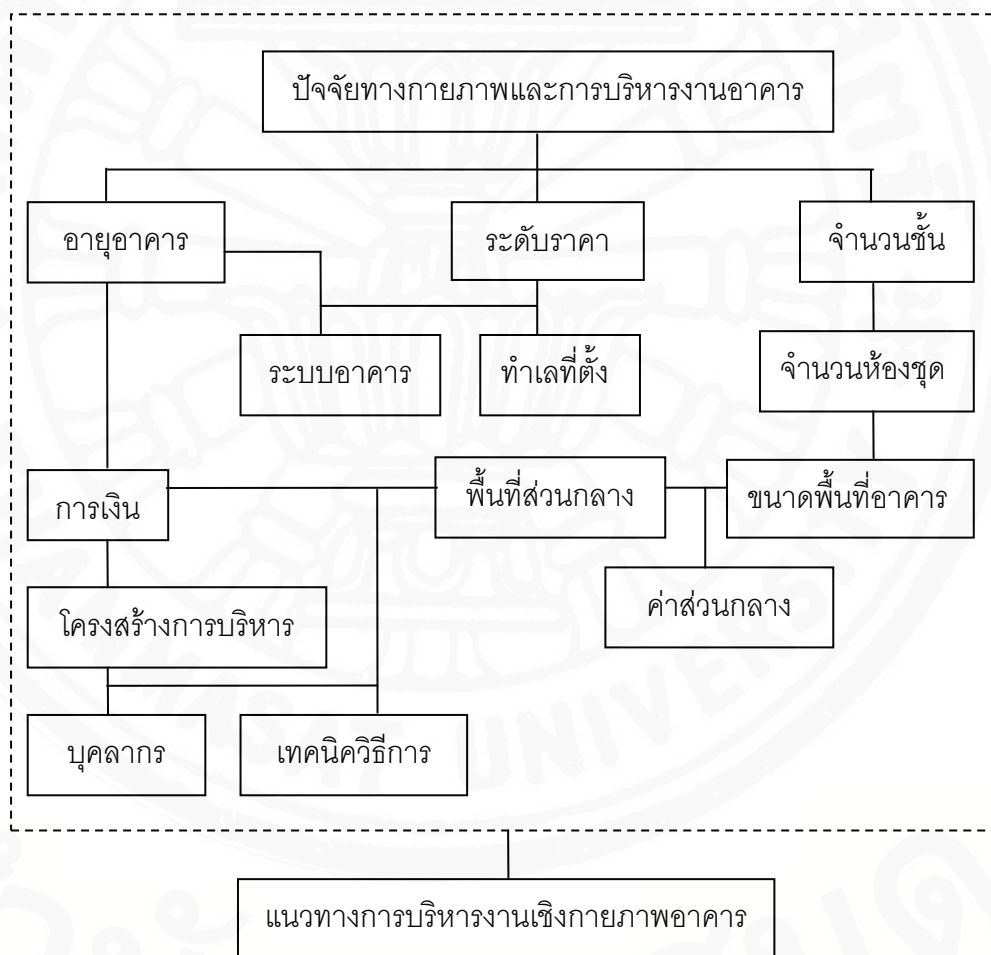 ปัจจัยทางกายภาพและการบริหารงานอาคาร
อายุอาคาร
ระดับราคา
จำนวนชั้น
ระบบอาคาร
ทำเลที่ตั้ง
จำนวนห้องชุด
การเงิน
พื้นที่ส่วนกลาง
ขนาดพื้นที่อาคาร
โครงสร้างการบริหาร
ค่าส่วนกลาง
บุคลากร
เทคนิควิธีการ
แนวทางการบริหารงานเชิงกายภาพอาคาร